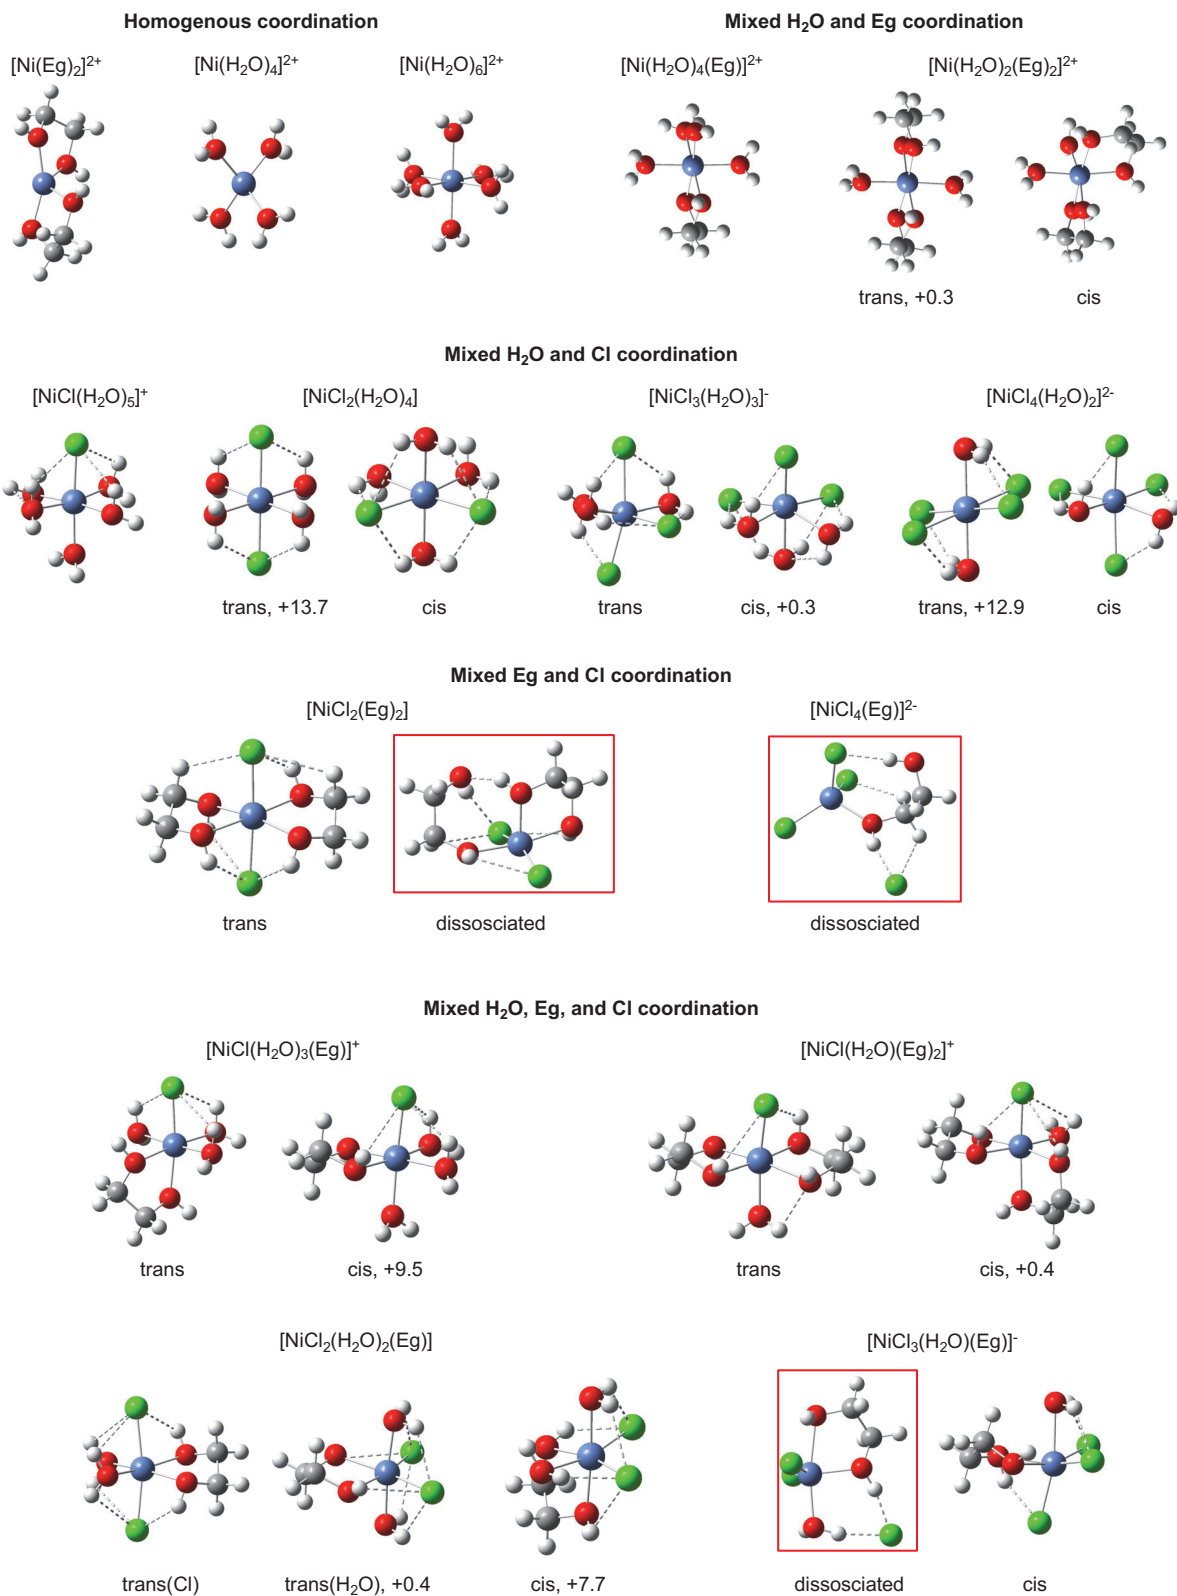 Homogenous coordination
Mixed H₂O and Eg coordination
[Ni(Eg)₂]²⁺
[Ni(H₂O)₄]²⁺
[Ni(H₂O)₆]²⁺
[Ni(H₂O)₄(Eg)]²⁺
[Ni(H₂O)₂(Eg)₂]²⁺
trans, +0.3
cis
Mixed H₂O and Cl coordination
[NiCl(H₂O)₅]⁺
[NiCl₂(H₂O)₄]
[NiCl₃(H₂O)₃]⁻
[NiCl₄(H₂O)₂]²⁻
trans, +13.7
cis
trans
cis, +0.3
trans, +12.9
cis
Mixed Eg and Cl coordination
[NiCl₂(Eg)₂]
[NiCl₄(Eg)]²⁻
trans
dissosciated
dissosciated
Mixed H₂O, Eg, and Cl coordination
[NiCl(H₂O)₃(Eg)]⁺
[NiCl(H₂O)(Eg)₂]⁺
trans
cis, +9.5
trans
cis, +0.4
[NiCl₂(H₂O)₂(Eg)]
[NiCl₃(H₂O)(Eg)]⁻
trans(Cl)
trans(H₂O), +0.4
cis, +7.7
dissosciated
cis